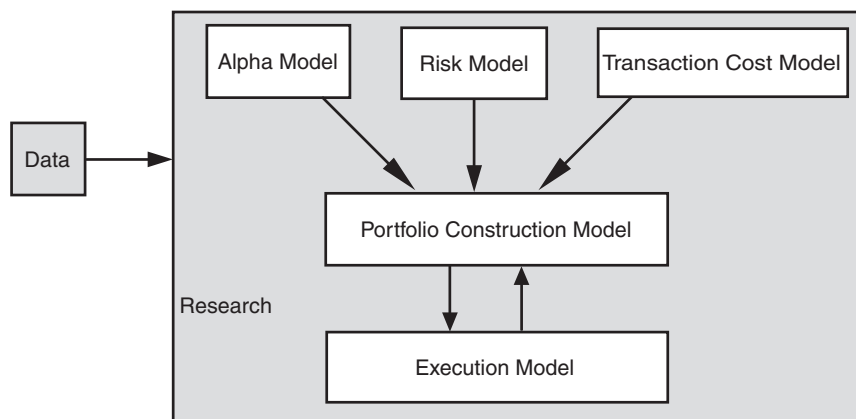 Alpha Model
Risk Model
Transaction Cost Model
Data
Portfolio Construction Model
Research
Execution Model